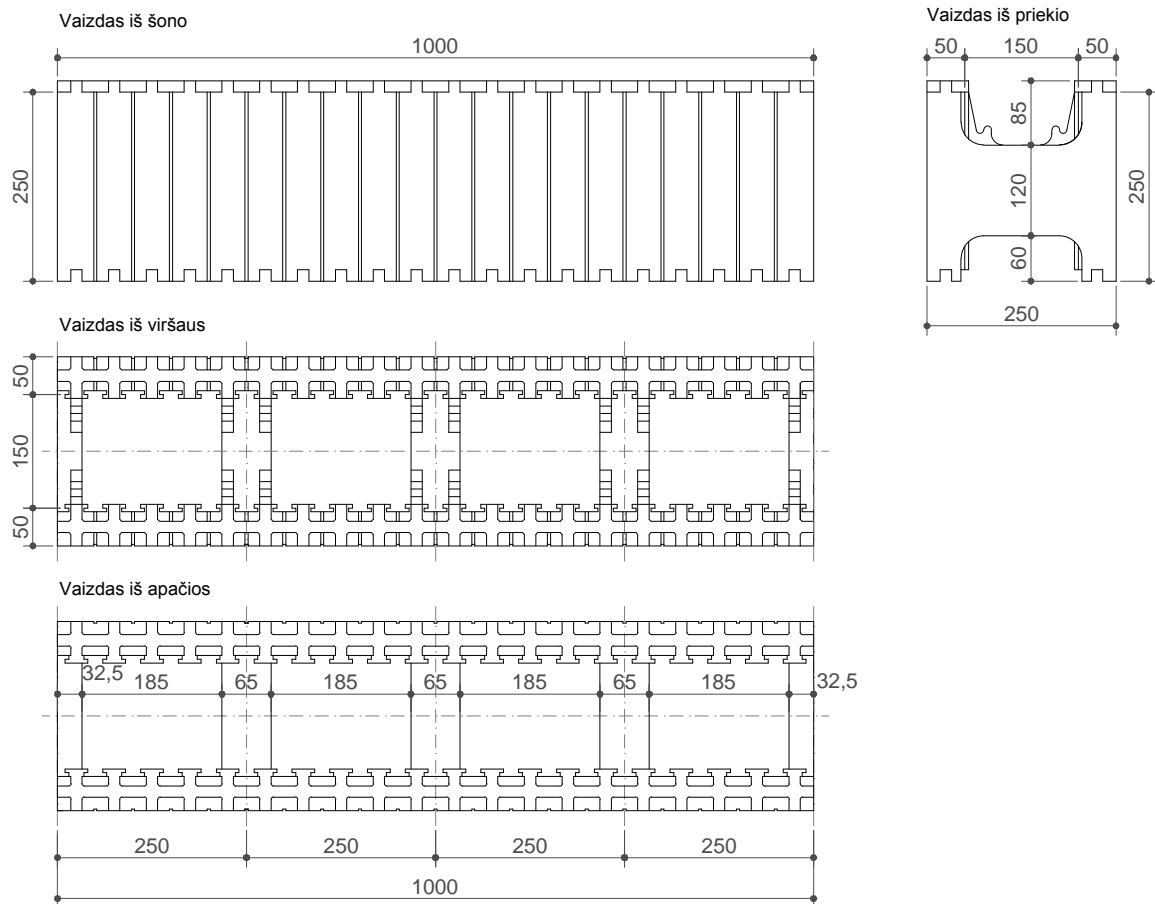 Vaizdas iš šono
1000
250
Vaizdas iš priekio
50 150 50
85
120
60
250
250
Vaizdas iš viršaus
50
150
50
Vaizdas iš apačios
32,5 185 65 185 65 185 65 185 32,5
250 250 250 250
1000